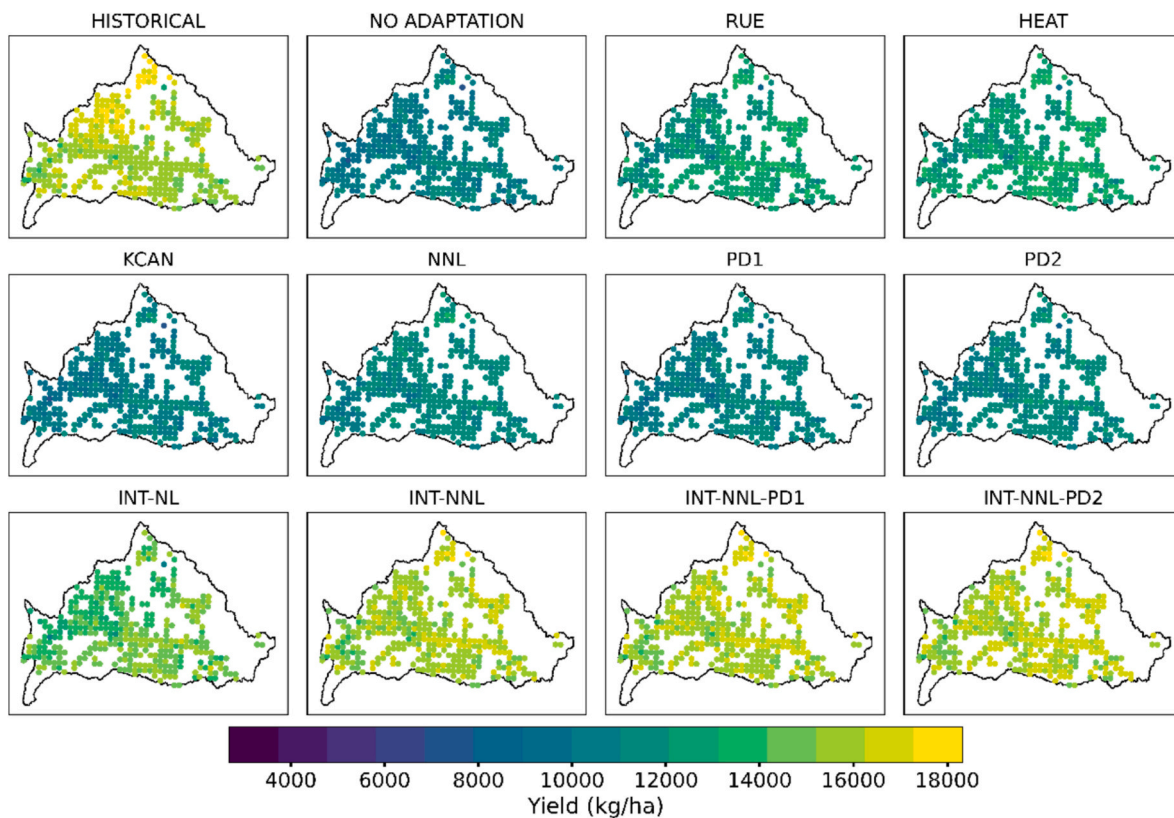 HISTORICAL NO ADAPTATION RUE HEAT
KCAN NNL PD1 PD2
INT-NL INT-NNL INT-NNL-PD1 INT-NNL-PD2
4000 6000 8000 10000 12000 14000 16000 18000
Yield (kg/ha)